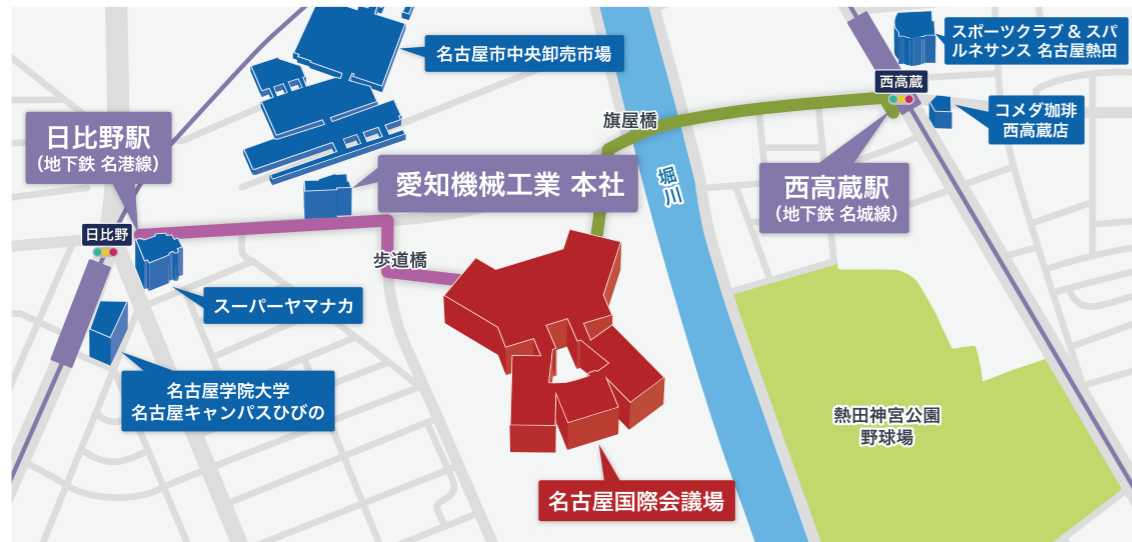 スポーツクラブ & スパ
ルネサンス 名古屋熱田
名古屋市中央卸売市場
西高蔵
コメダ珈琲
西高蔵店
旗屋橋
日比野駅
（地下鉄 名港線）
愛知機械工業 本社
堀川
西高蔵駅
（地下鉄 名城線）
日比野
歩道橋
スーパーヤマナカ
名古屋学院大学
名古屋キャンパスひびの
熱田神宮公園
野球場
名古屋国際会議場